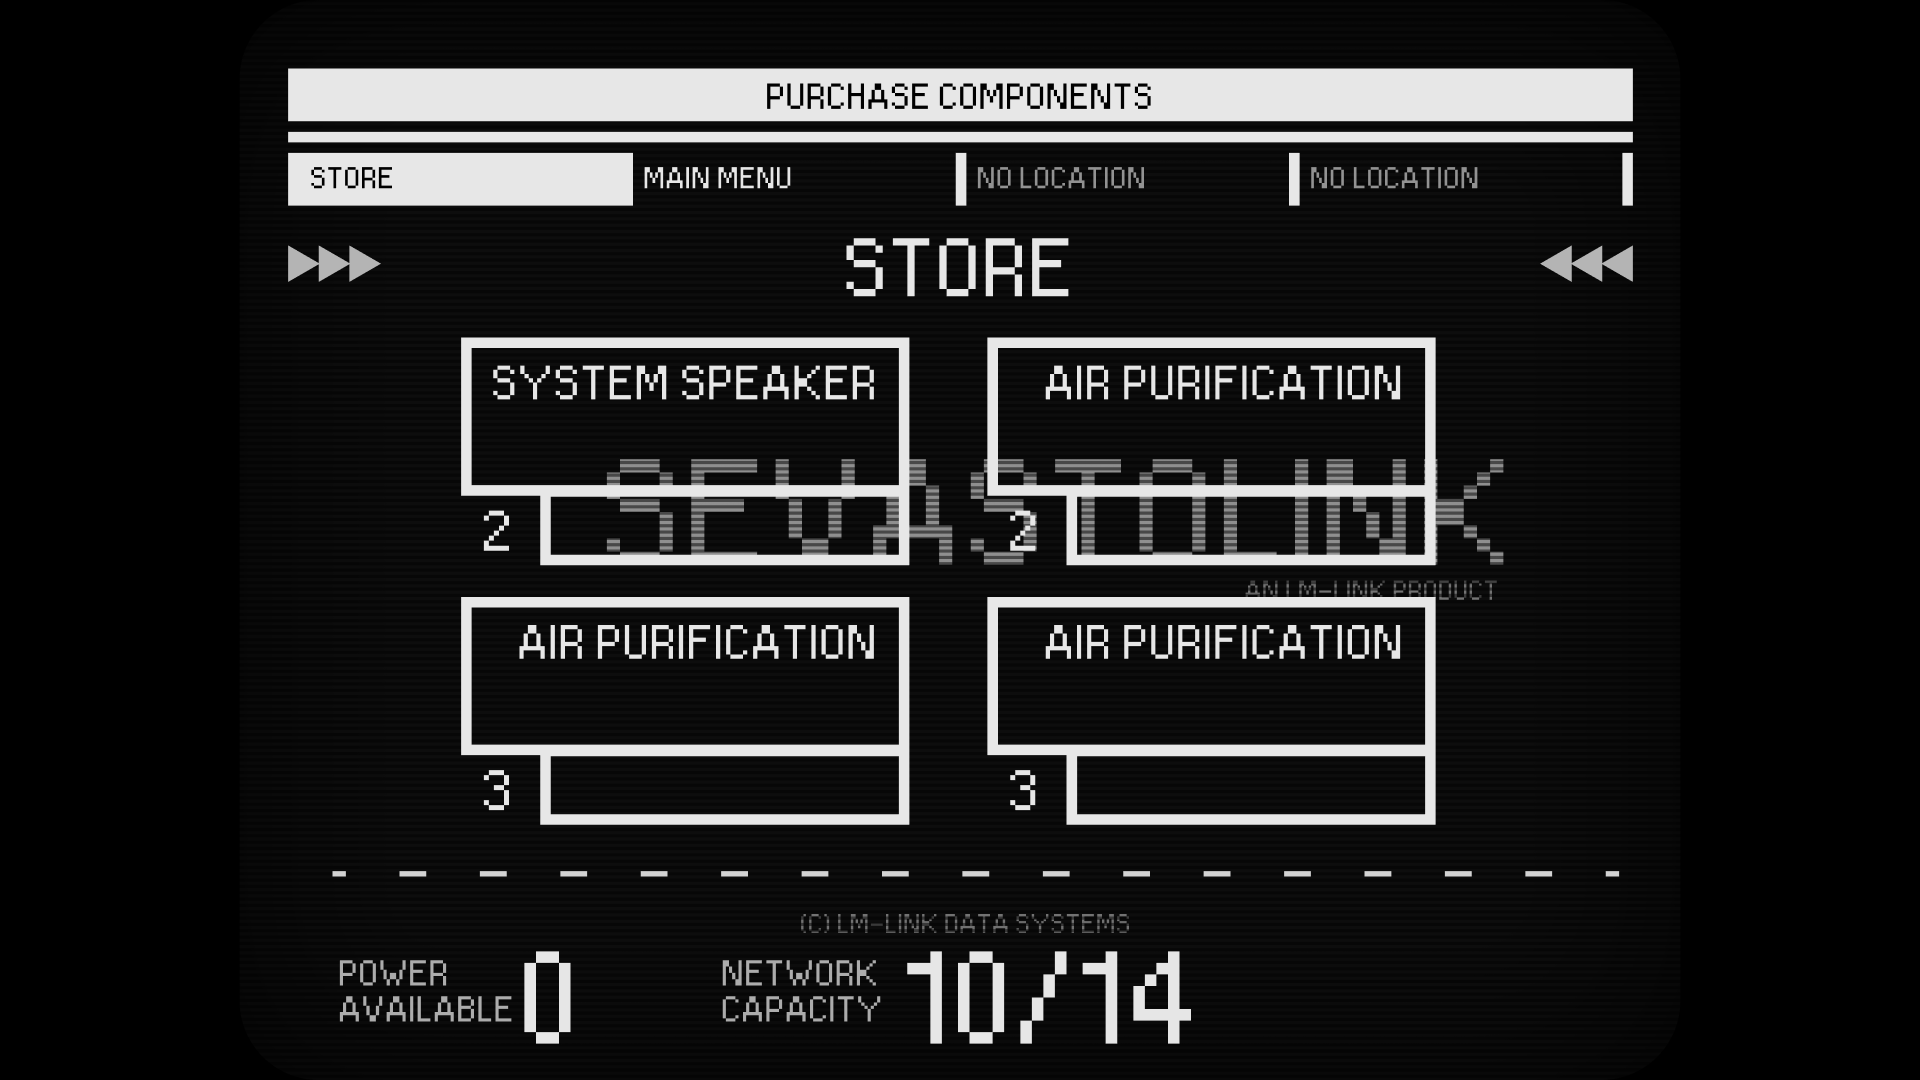 PURCHASE COMPONENTS
STORE MAIN MENU NO LOCATION NO LOCATION
STORE
SYSTEM SPEAKER AIR PURIFICATION
SEVASTOLINK
2 2
AN LM-LINK PRODUCT
AIR PURIFICATION AIR PURIFICATION
3 3
(C) LM-LINK DATA SYSTEMS
POWER AVAILABLE 0
NETWORK CAPACITY 10/14